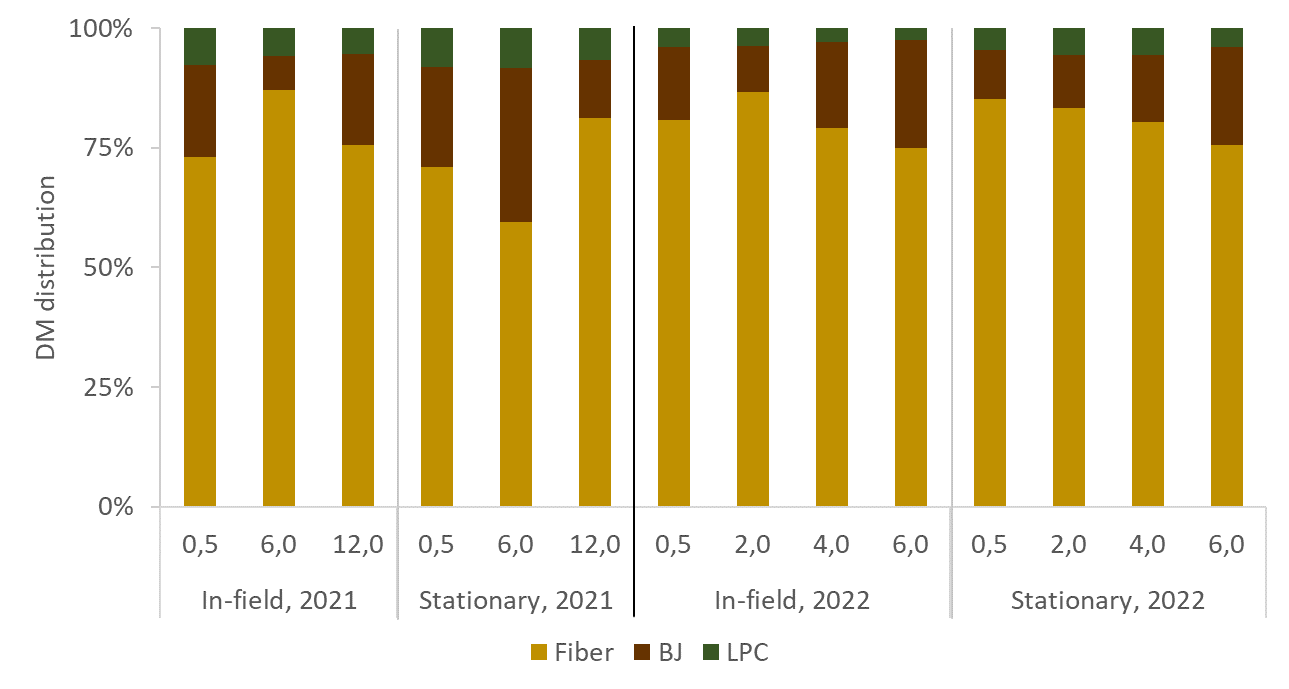 100%
75%
50%
25%
0%
DM distribution
0,5 6,0 12,0 0,5 6,0 12,0 0,5 2,0 4,0 6,0 0,5 2,0 4,0 6,0
In-field, 2021 Stationary, 2021 In-field, 2022 Stationary, 2022
Fiber BJ LPC